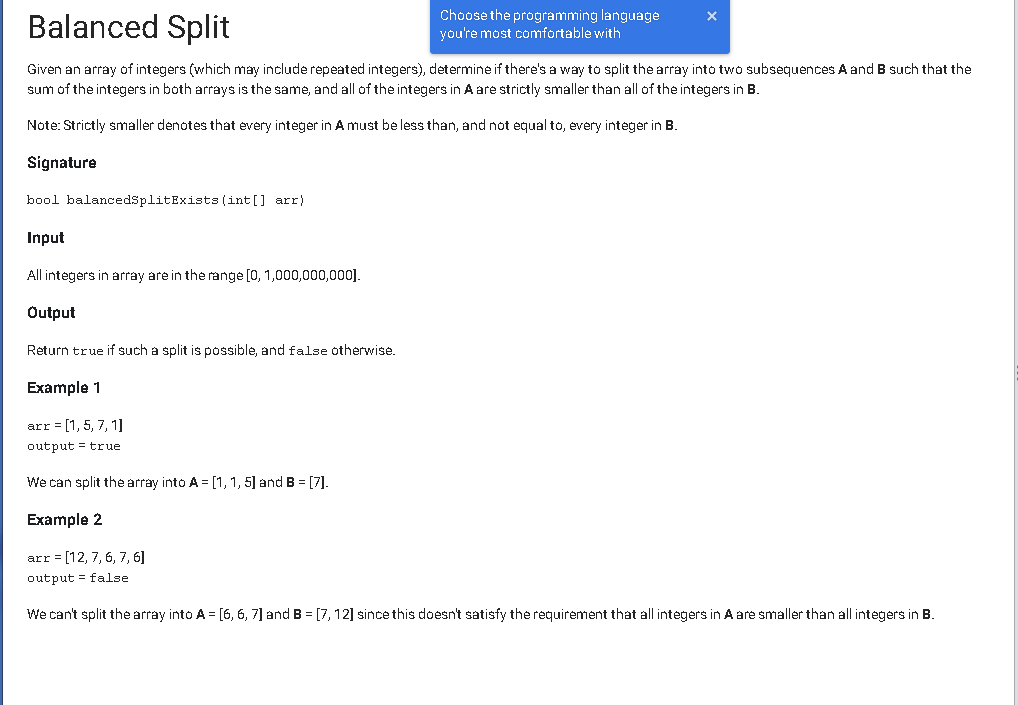 Balanced Split
Choose the programming language
you're most comfortable with
Given an array of integers (which may include repeated integers), determine if there's a way to split the array into two subsequences A and B such that the
sum of the integers in both arrays is the same, and all of the integers in A are strictly smaller than all of the integers in B.
Note: Strictly smaller denotes that every integer in A must be less than, and not equal to, every integer in B.
Signature
bool balancedSplitExists(int[] arr)
Input
All integers in array are in the range [0, 1,000,000,000].
Output
Return true if such a split is possible, and false otherwise.
Example 1
arr = [1, 5, 7, 1]
output = true
We can split the array into A = [1, 1, 5] and B = [7].
Example 2
arr = [12, 7, 6, 7, 6]
output = false
We can't split the array into A = [6, 6, 7] and B = [7, 12] since this doesn't satisfy the requirement that all integers in A are smaller than all integers in B.